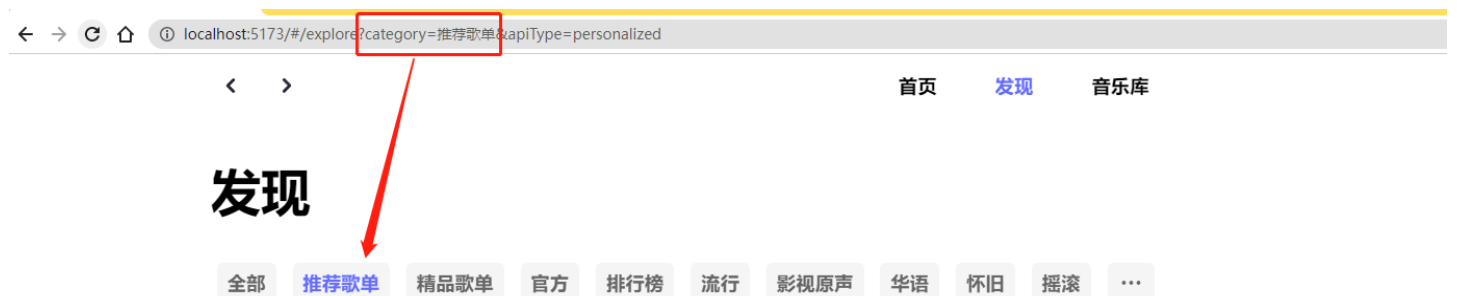 localhost:5173/#/explore?category=推荐歌单&apiType=personalized
首页 发现 音乐库
发现
全部 推荐歌单 精品歌单 官方 排行榜 流行 影视原声 华语 怀旧 摇滚 ···